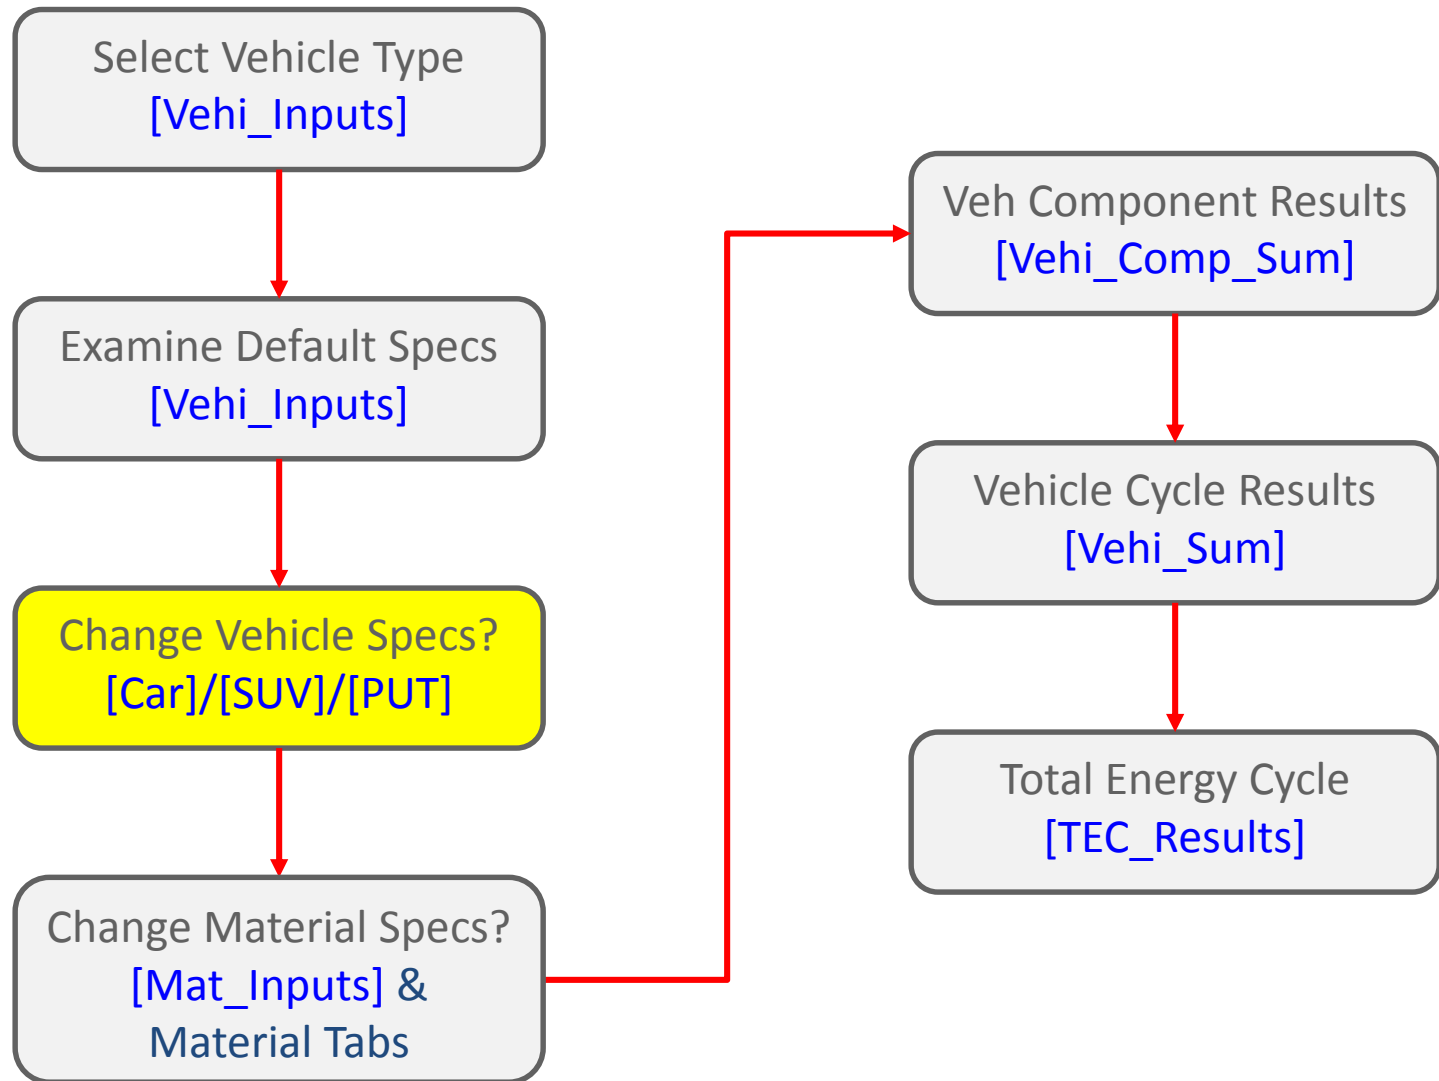 Select Vehicle Type
[Vehi_Inputs]
Examine Default Specs
[Vehi_Inputs]
Change Vehicle Specs?
[Car]/[SUV]/[PUT]
Change Material Specs?
[Mat_Inputs] &
Material Tabs
Veh Component Results
[Vehi_Comp_Sum]
Vehicle Cycle Results
[Vehi_Sum]
Total Energy Cycle
[TEC_Results]